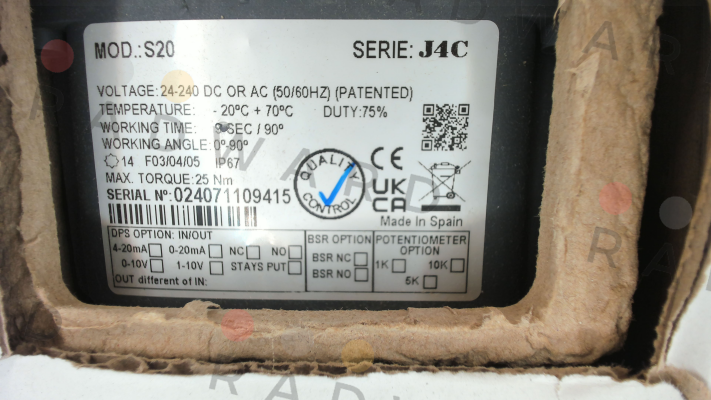 MOD.: S20 SERIE: J4C
VOLTAGE: 24-240 DC OR AC (50/60HZ) (PATENTED)
TEMPERATURE: - 20ºC + 70ºC DUTY: 75%
WORKING TIME: 9 SEC / 90º
WORKING ANGLE: 0º-90º
14 F03/04/05 IP67
MAX. TORQUE: 25 Nm
SERIAL Nº: 024071109415
QUALITY CONTROL
CE
UK
CA
Made In Spain
DPS OPTION: IN/OUT
4-20mA 0-20mA NC NO
0-10V 1-10V STAYS PUT
OUT different of IN:
BSR OPTION
BSR NC
BSR NO
POTENTIOMETER
OPTION
1K 10K
5K